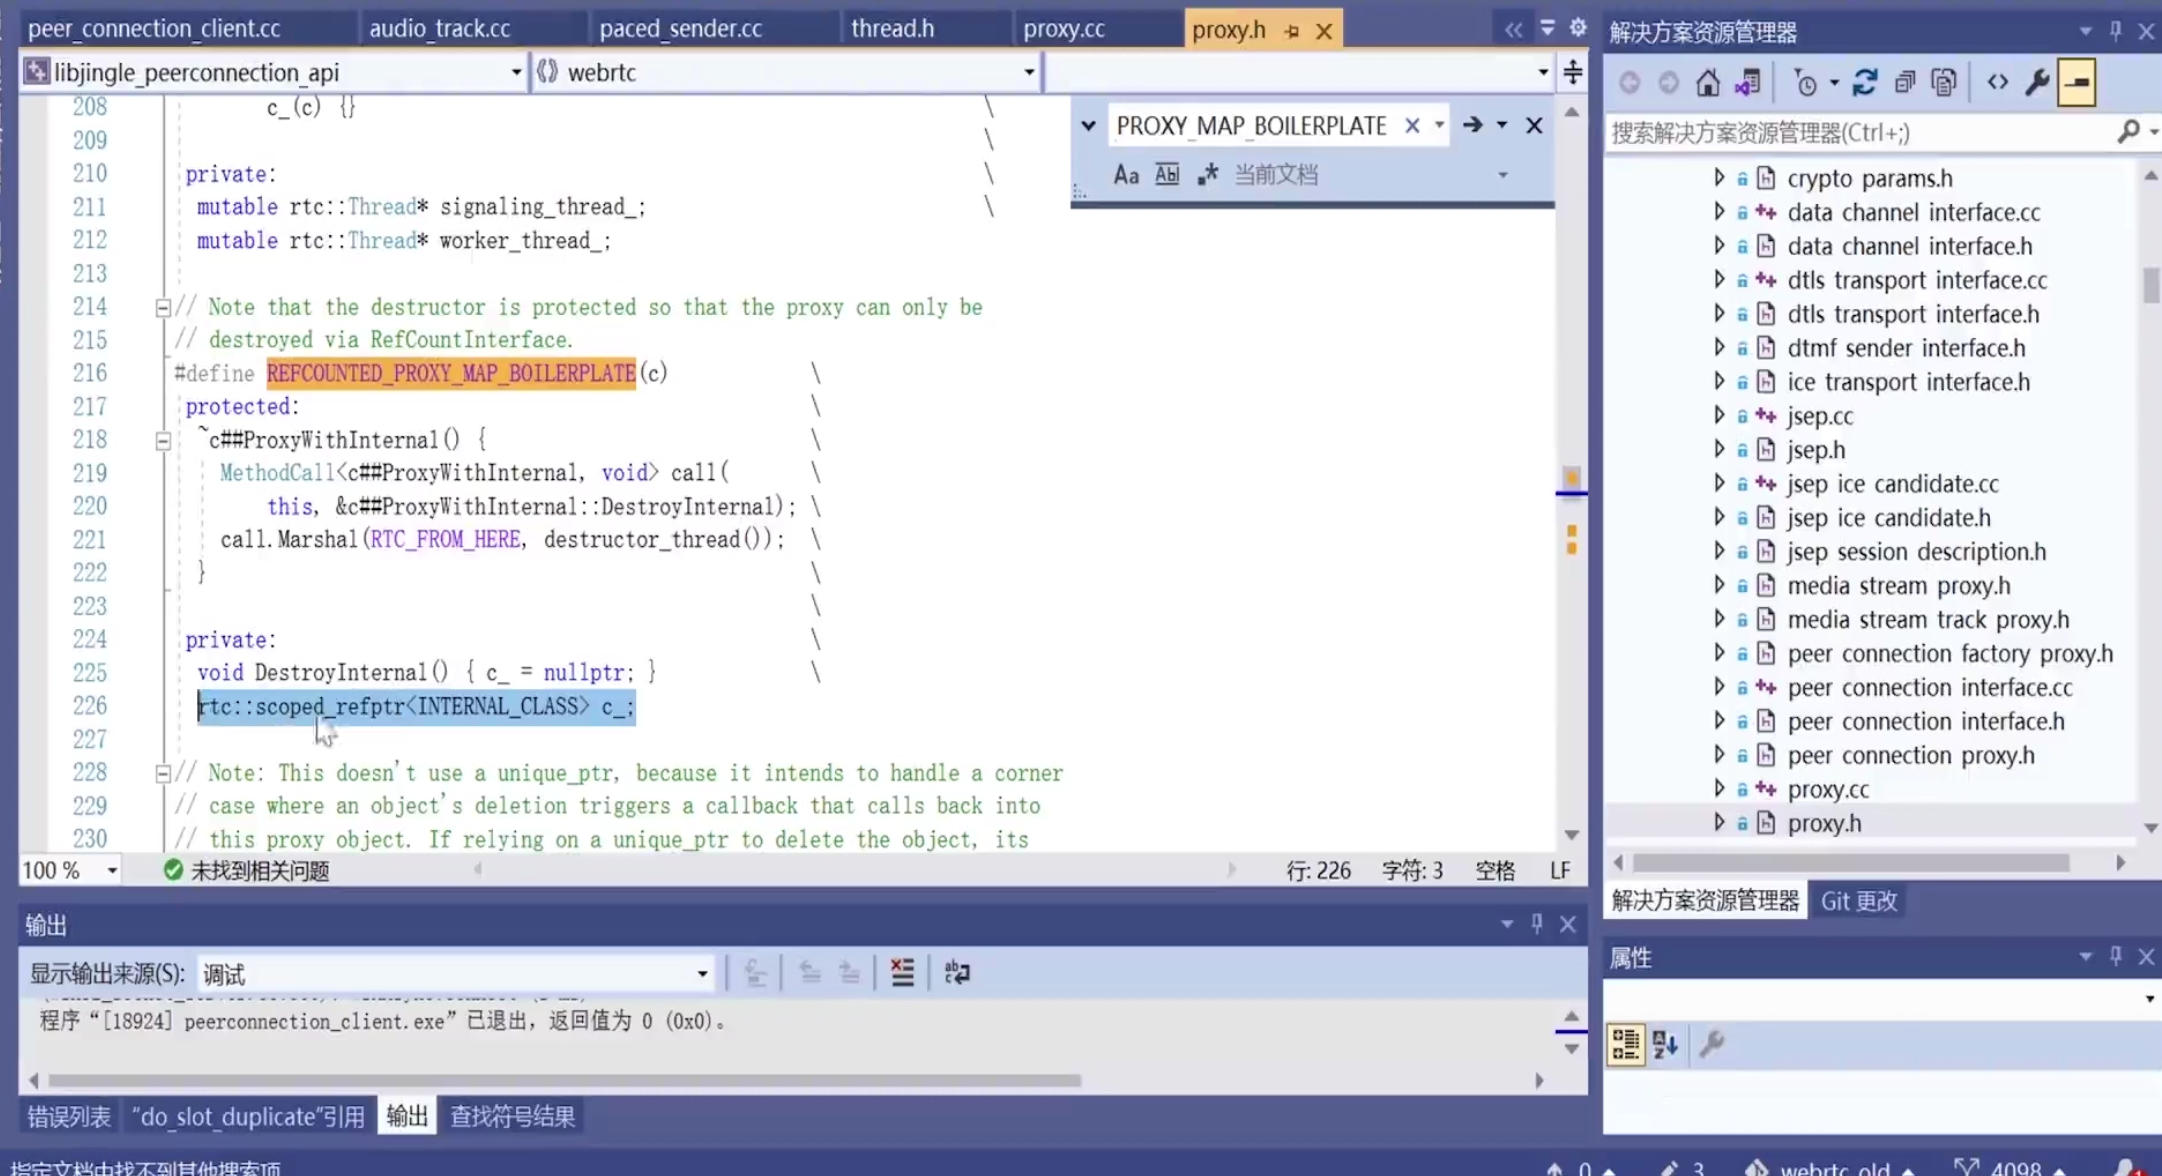 peer_connection_client.cc audio_track.cc paced_sender.cc thread.h proxy.cc proxy.h
libjingle_peerconnection_api webrtc
208 c_(c) {} \
209 \
210 private: \
211 mutable rtc::Thread* signaling_thread_; \
212 mutable rtc::Thread* worker_thread_;
213
214 // Note that the destructor is protected so that the proxy can only be
215 // destroyed via RefCountInterface.
216 #define REFCOUNTED_PROXY_MAP_BOILERPLATE(c) \
217 protected: \
218 ~c##ProxyWithInternal() { \
219 MethodCall<c##ProxyWithInternal, void> call( \
220 this, &c##ProxyWithInternal::DestroyInternal); \
221 call.Marshal(RTC_FROM_HERE, destructor_thread()); \
222 } \
223 \
224 private: \
225 void DestroyInternal() { c_ = nullptr; } \
226 rtc::scoped_refptr<INTERNAL_CLASS> c_;
227
228 // Note: This doesn't use a unique_ptr, because it intends to handle a corner
229 // case where an object's deletion triggers a callback that calls back into
230 // this proxy object. If relying on a unique_ptr to delete the object, its
PROXY_MAP_BOILERPLATE
Aa Abl .* 当前文档
100 % 未找到相关问题 行: 226 字符: 3 空格 LF
输出
显示输出来源(S): 调试
程序“[18924] peerconnection_client.exe”已退出，返回值为 0 (0x0)。
错误列表 “do_slot_duplicate”引用 输出 查找符号结果
指定文档中找不到其他搜索项
解决方案资源管理器
搜索解决方案资源管理器(Ctrl+;)
crypto params.h
data channel interface.cc
data channel interface.h
dtls transport interface.cc
dtls transport interface.h
dtmf sender interface.h
ice transport interface.h
jsep.cc
jsep.h
jsep ice candidate.cc
jsep ice candidate.h
jsep session description.h
media stream proxy.h
media stream track proxy.h
peer connection factory proxy.h
peer connection interface.cc
peer connection interface.h
peer connection proxy.h
proxy.cc
proxy.h
解决方案资源管理器 Git 更改
属性
0 3 webrtc_old 4098